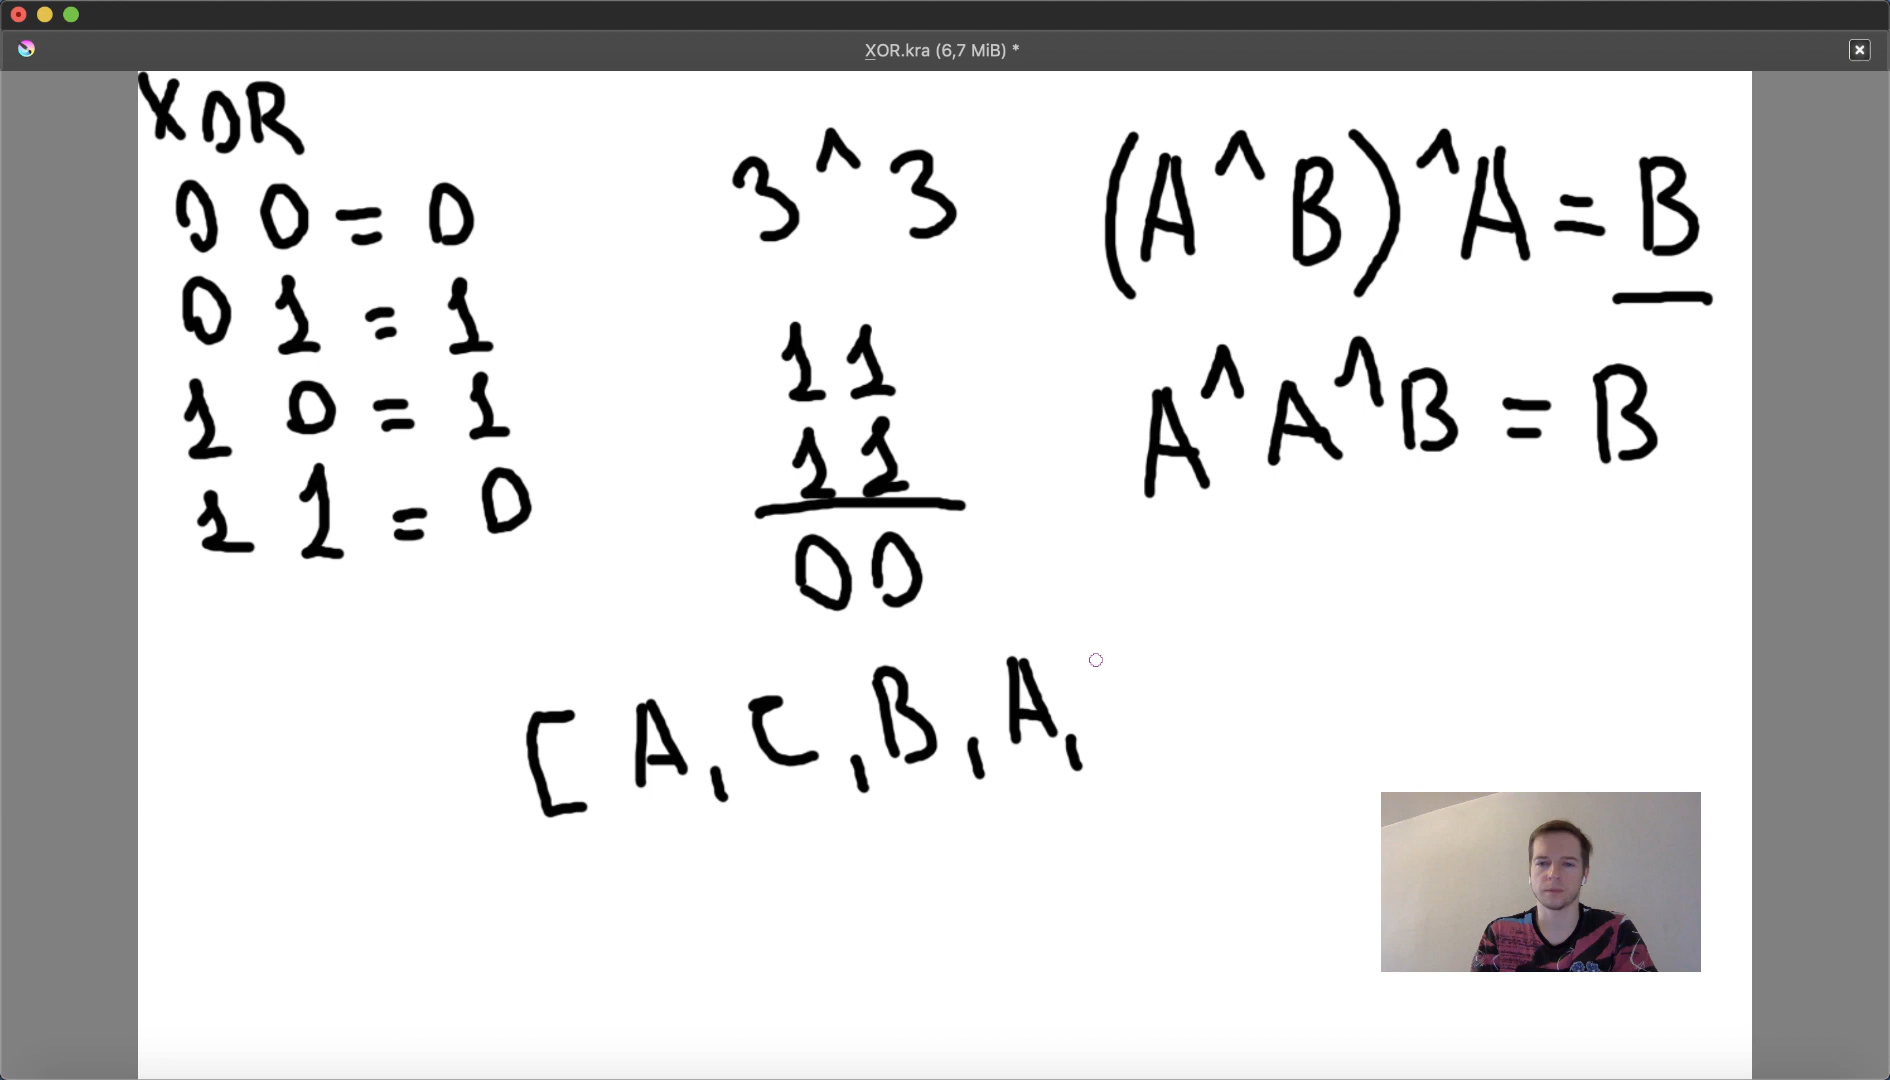 XOR.kra (6,7 MiB) *
XOR
0 0 = 0
0 1 = 1
1 0 = 1
1 1 = 0
3 ^ 3
11
11
00
(A^B)^A = B
A^A^B = B
[ A, C, B, A,